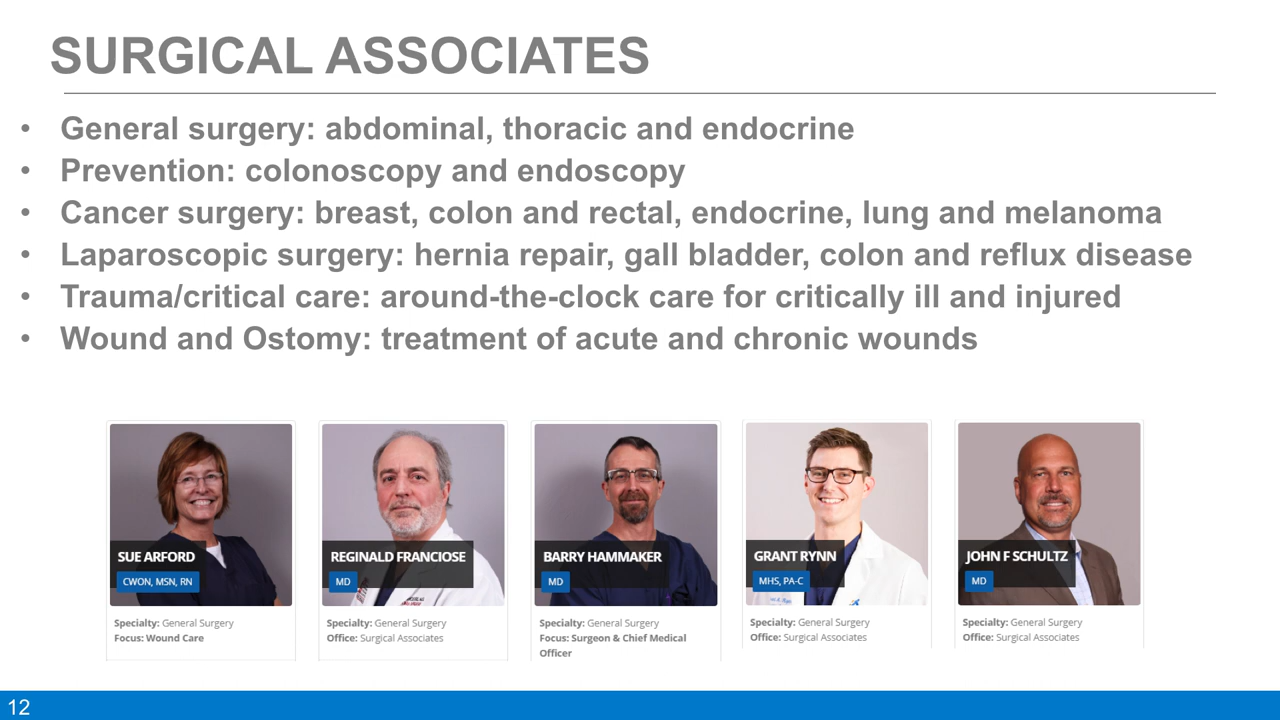 SURGICAL ASSOCIATES
• General surgery: abdominal, thoracic and endocrine
• Prevention: colonoscopy and endoscopy
• Cancer surgery: breast, colon and rectal, endocrine, lung and melanoma
• Laparoscopic surgery: hernia repair, gall bladder, colon and reflux disease
• Trauma/critical care: around-the-clock care for critically ill and injured
• Wound and Ostomy: treatment of acute and chronic wounds
SUE ARFORD
CWON, MSN, RN
Specialty: General Surgery
Focus: Wound Care
REGINALD FRANCIOSE
MD
Specialty: General Surgery
Office: Surgical Associates
BARRY HAMMAKER
MD
Specialty: General Surgery
Focus: Surgeon & Chief Medical
Officer
GRANT RYNN
MHS, PA-C
Specialty: General Surgery
Office: Surgical Associates
JOHN F SCHULTZ
MD
Specialty: General Surgery
Office: Surgical Associates
12